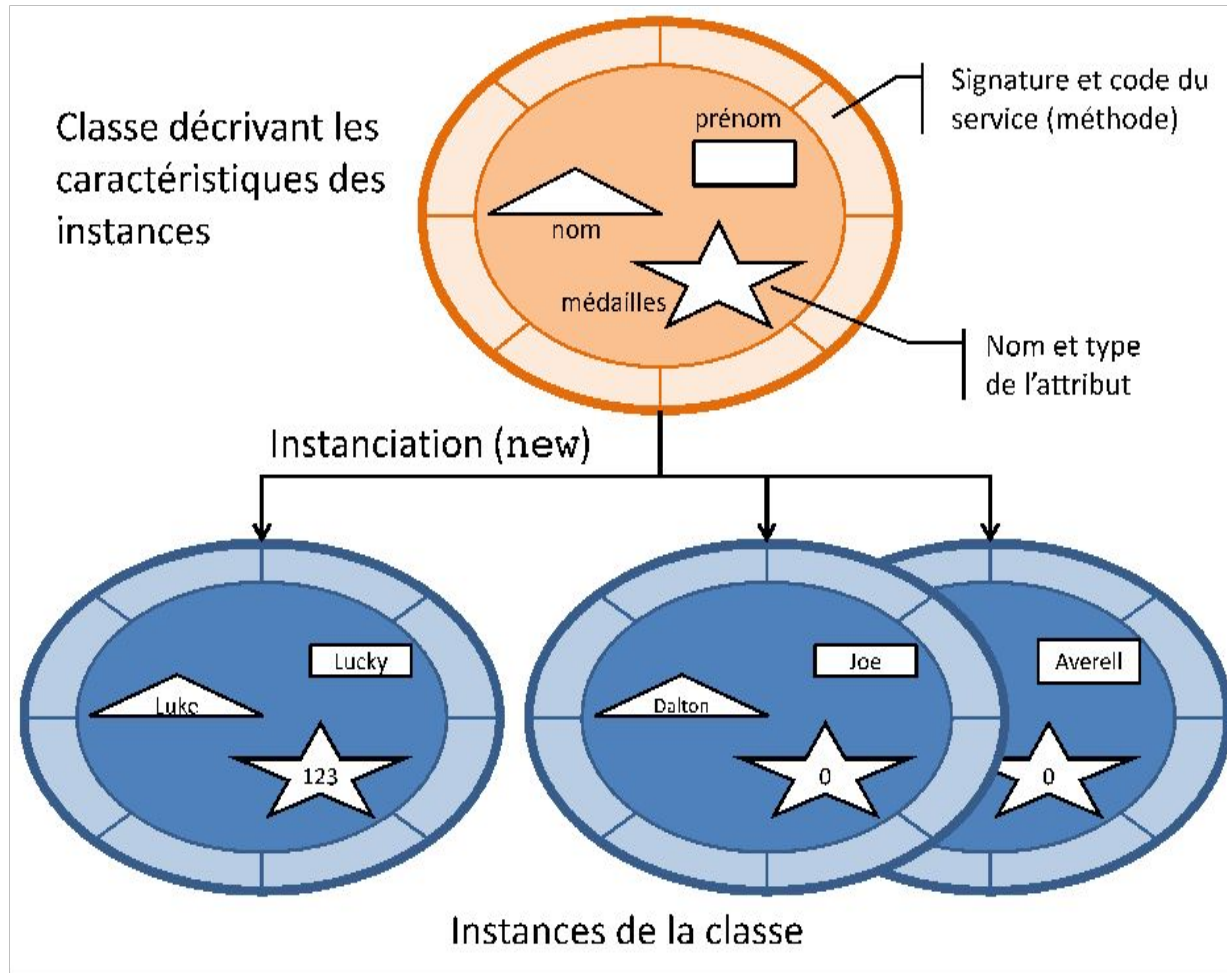 Classe décrivant les
caractéristiques des
instances
prénom
nom
médailles
Signature et code du
service (méthode)
Nom et type
de l'attribut
Instanciation (new)
Lucky
Luke
123
Joe
Dalton
0
Averell
0
Instances de la classe